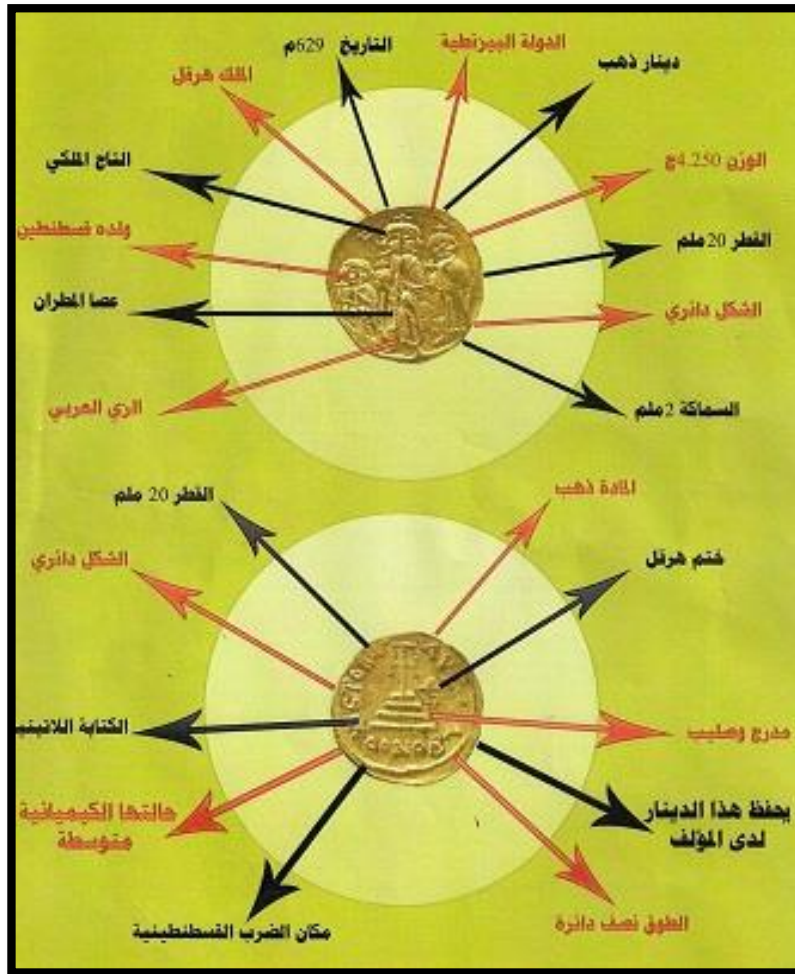 الدولة البيزنطية
التاريخ 629م
دينار ذهب
الملك هرقل
الوزن 4.250غ
التاج الملكي
القطر 20ملم
ولده قسطنطين
عصا المطران
الشكل دائري
السماكة 2ملم
الزي العربي
المادة ذهب
القطر 20 ملم
ختم هرقل
الشكل دائري
مدرج وصليب
الكتابة
يحفظ هذا الدينار
لدى المؤلف
حالتها الكيميائية
متوسطة
الطوق نصف دائرة
مكان الضرب القسطنطينية